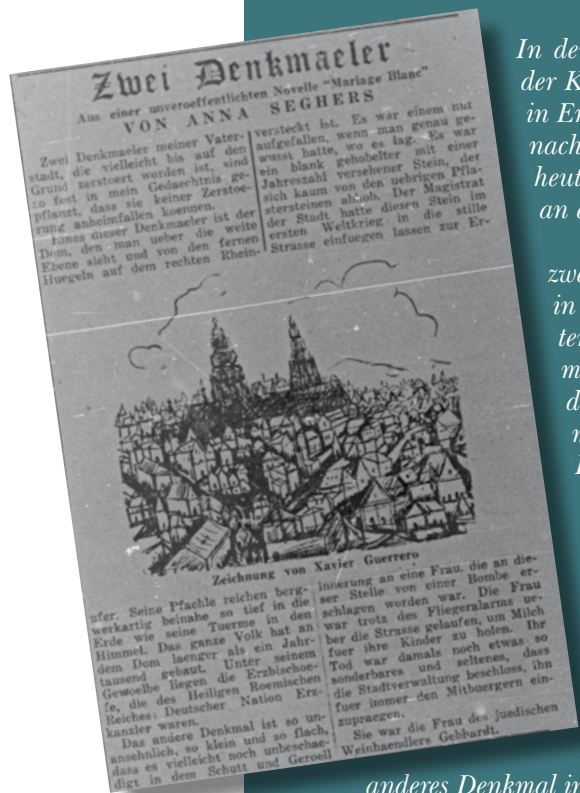 Zwei Denkmaeler
Aus einer unveroeffentlichten Novelle "Mariage Blanc"
VON ANNA SEGHERS
Zwei Denkmaeler meiner Vater-
stadt, die vielleicht bis auf den
Grund zerstoert worden ist, sind
so fest in mein Gedaechtnis ge-
pflanzt, dass sie keiner Zerstoe-
rung anheimfallen koennen.
Eines dieser Denkmaeler ist der
Dom, den man ueber die weite
Ebene sieht und von den fernen
Huegeln auf dem rechten Rhein-
ufer. Seine Pfaehle reichen berg-
werkartig beinahe so tief in die
Erde wie seine Tuerme in den
Himmel. Das ganze Volk hat an
dem Dom laenger als ein Jahr-
tausend gebaut. Unter seinem
Gewoelbe liegen die Erzbischoe-
fe, die des Heiligen Roemischen
Reiches Deutscher Nation Erz-
kanzler waren.
Das andere Denkmal ist so un-
ansehnlich, so klein und so flach,
dass es vielleicht noch unbeschae-
digt in dem Schutt und Geroell
versteckt ist. Es war einem nur
aufgefallen, wenn man genau ge-
wusst hatte, wo es lag. Es war
ein blank gehobelter mit einer
Jahreszahl versehener Stein, der
sich kaum von den uebrigen Pfla-
stersteinen abhob. Der Magistrat
der Stadt hatte diesen Stein im
ersten Weltkrieg in die stille
Strasse einfuegen lassen zur Er-
innerung an eine Frau, die an die-
ser Stelle von einer Bombe er-
schlagen worden war. Die Frau
war trotz des Fliegeralarms ue-
ber die Strasse gelaufen, um Milch
fuer ihre Kinder zu holen. Ihr
Tod war damals noch etwas so
sonderbares und seltenes, dass
die Stadtverwaltung beschloss, ihn
fuer immer den Mitbuergern ein-
zupraegen.
Sie war die Frau des juedischen
Weinhaendlers Gebhardt.
Zeichnung von Xavier Guerrero
In de
der K
in Er
nach
heut
an e
zwe
in
ter
m
d
anderes Denkmal in